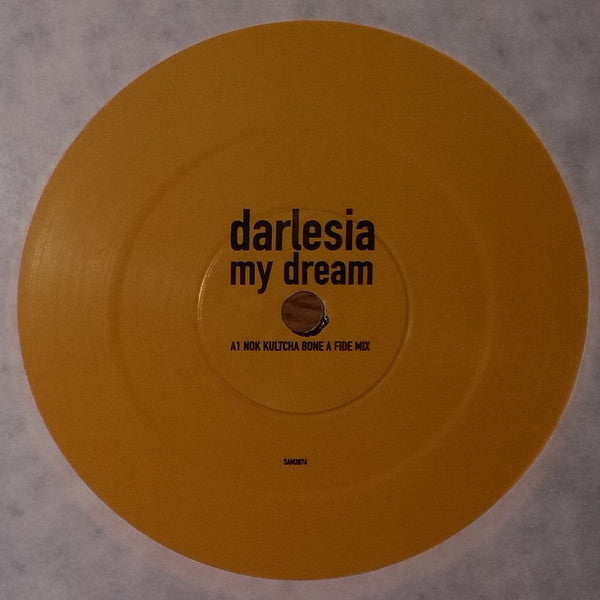 darlesia
my dream
A1 NOK KULTCHA BONE A FIDE MIX
SAM2874